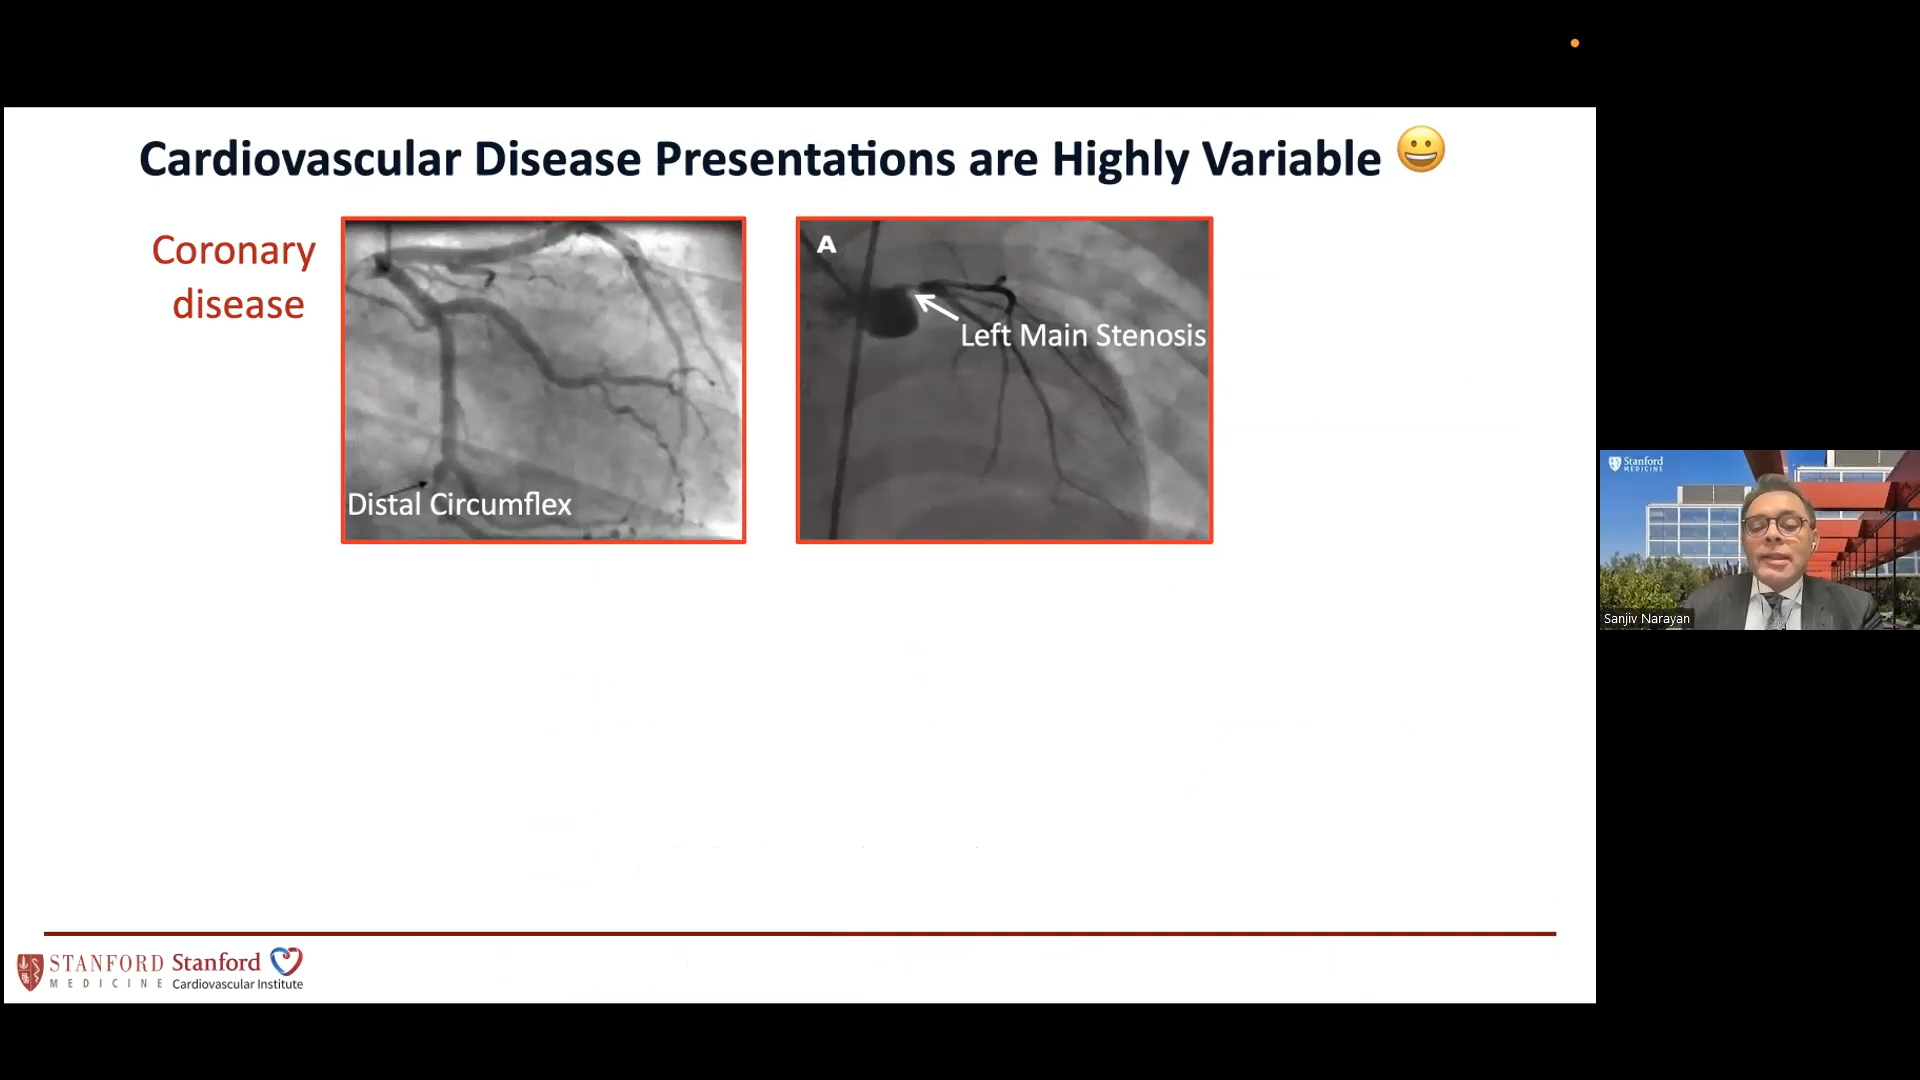 Cardiovascular Disease Presentations are Highly Variable
Coronary
disease
Distal Circumflex
A
Left Main Stenosis
Stanford
MEDICINE
Sanjiv Narayan
STANFORD
MEDICINE
Stanford
Cardiovascular Institute